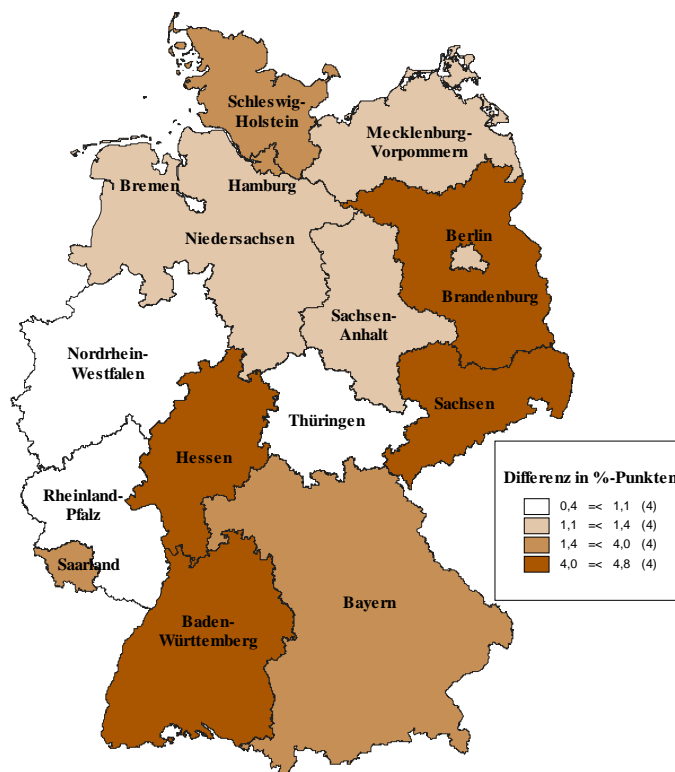 Schleswig-
Holstein
Mecklenburg-
Vorpommern
Bremen
Hamburg
Niedersachsen
Berlin
Brandenburg
Sachsen-
Anhalt
Nordrhein-
Westfalen
Thüringen
Sachsen
Hessen
Rheinland-
Pfalz
Saarland
Baden-
Württemberg
Bayern
Differenz in %-Punkten
0,4 =< 1,1 (4)
1,1 =< 1,4 (4)
1,4 =< 4,0 (4)
4,0 =< 4,8 (4)